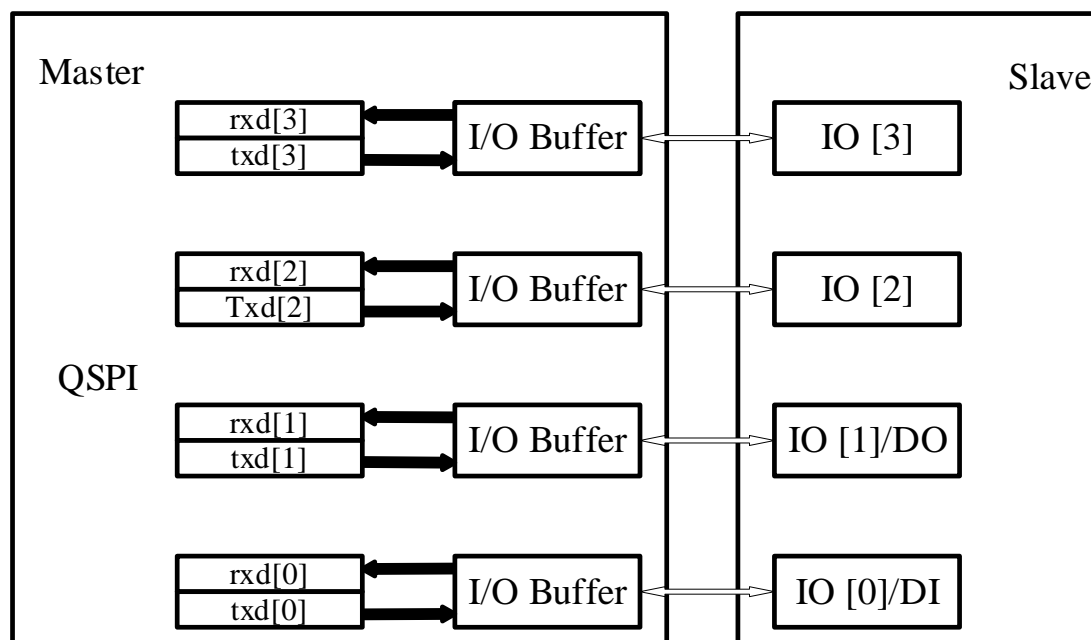 Master
Slave
rxd[3]
txd[3]
I/O Buffer
IO [3]
rxd[2]
Txd[2]
I/O Buffer
IO [2]
QSPI
rxd[1]
txd[1]
I/O Buffer
IO [1]/DO
rxd[0]
txd[0]
I/O Buffer
IO [0]/DI